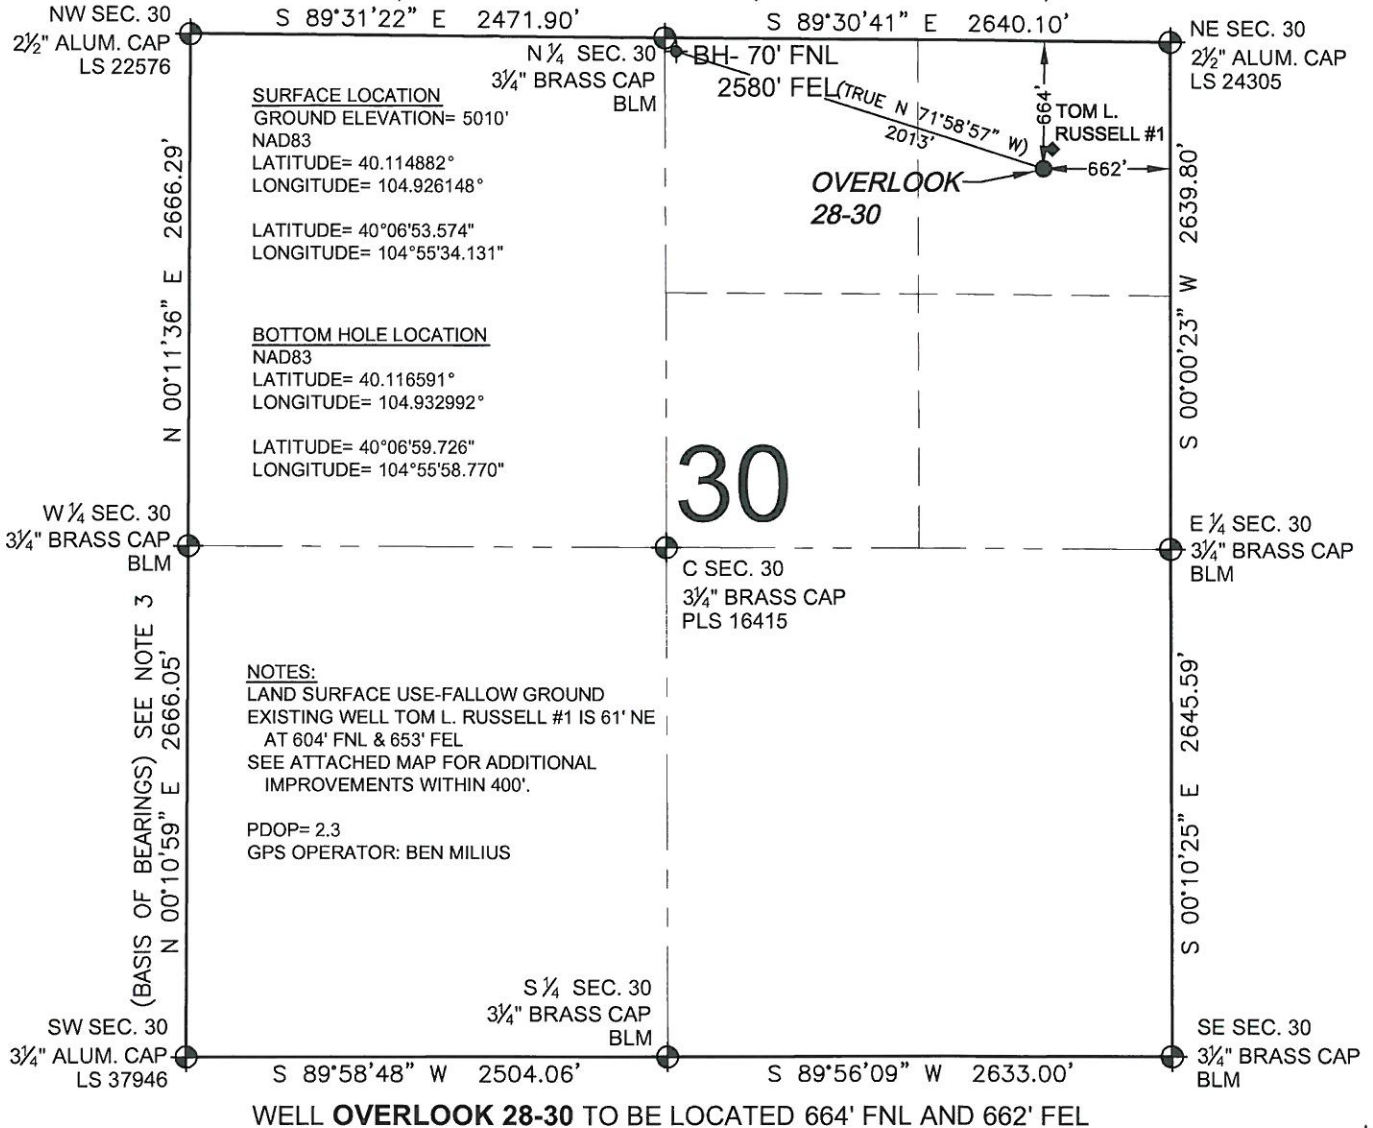 NW SEC. 30
2½" ALUM. CAP
LS 22576
S 89°31'22" E 2471.90'
S 89°30'41" E 2640.10'
NE SEC. 30
2½" ALUM. CAP
LS 24305
N ¼ SEC. 30
3¼" BRASS CAP
BLM
BH- 70' FNL
2580' FEL
(TRUE N 71°58'57" W)
2013'
664'
TOM L.
RUSSELL #1
662'
OVERLOOK
28-30
SURFACE LOCATION
GROUND ELEVATION= 5010'
NAD83
LATITUDE= 40.114882°
LONGITUDE= 104.926148°
LATITUDE= 40°06'53.574"
LONGITUDE= 104°55'34.131"
BOTTOM HOLE LOCATION
NAD83
LATITUDE= 40.116591°
LONGITUDE= 104.932992°
LATITUDE= 40°06'59.726"
LONGITUDE= 104°55'58.770"
N 00°11'36" E 2666.29'
S 00°00'23" W 2639.80'
30
W ¼ SEC. 30
3¼" BRASS CAP
BLM
C SEC. 30
3¼" BRASS CAP
PLS 16415
E ¼ SEC. 30
3¼" BRASS CAP
BLM
(BASIS OF BEARINGS) SEE NOTE 3
N 00°10'59" E 2666.05'
NOTES:
LAND SURFACE USE-FALLOW GROUND
EXISTING WELL TOM L. RUSSELL #1 IS 61' NE
AT 604' FNL & 653' FEL
SEE ATTACHED MAP FOR ADDITIONAL
IMPROVEMENTS WITHIN 400'.
PDOP= 2.3
GPS OPERATOR: BEN MILIUS
S 00°10'25" E 2645.59'
SW SEC. 30
3¼" ALUM. CAP
LS 37946
S ¼ SEC. 30
3¼" BRASS CAP
BLM
SE SEC. 30
3¼" BRASS CAP
BLM
S 89°58'48" W 2504.06'
S 89°56'09" W 2633.00'
WELL OVERLOOK 28-30 TO BE LOCATED 664' FNL AND 662' FEL